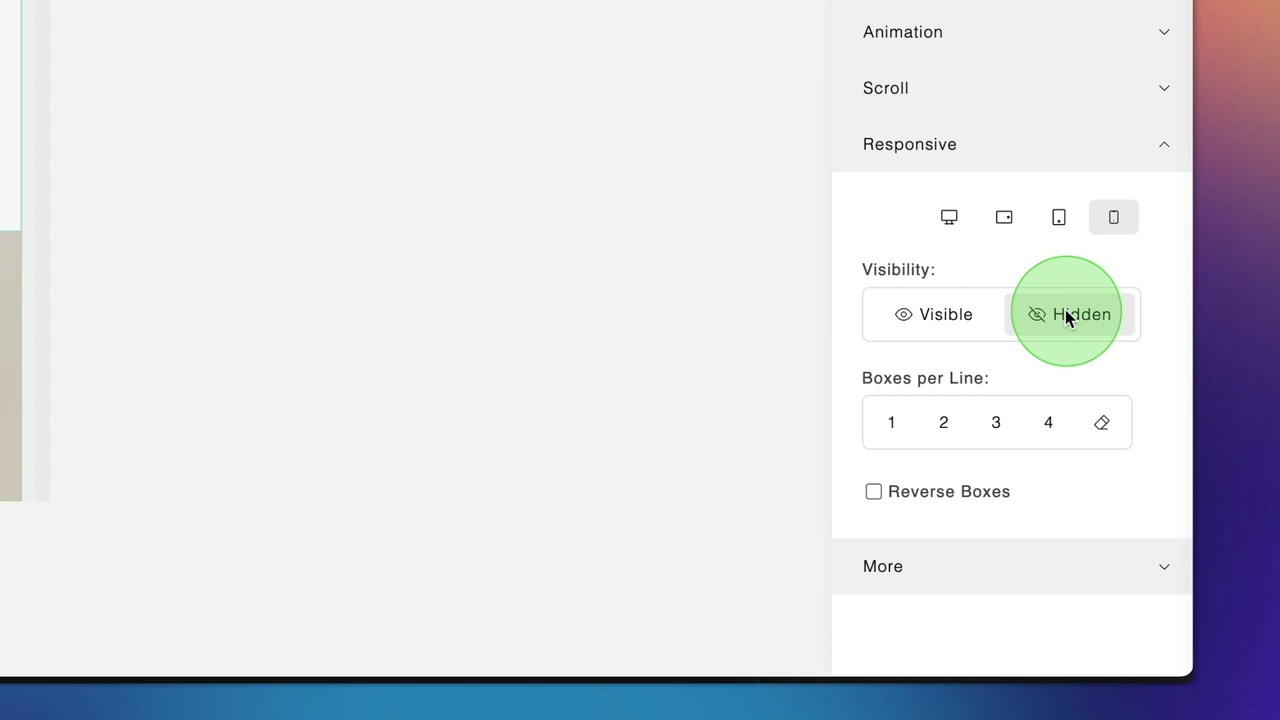 Animation
Scroll
Responsive
Visibility:
Visible Hidden
Boxes per Line:
1 2 3 4
Reverse Boxes
More